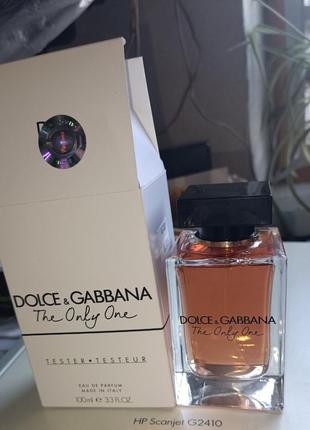 DOLCE & GABBANA
The Only One
TESTER • TESTEUR
EAU DE PARFUM
MADE IN ITALY
100ml e 3.3 FL.OZ.
DOLCE & GABBANA
The Only One
HP Scanjet G2410